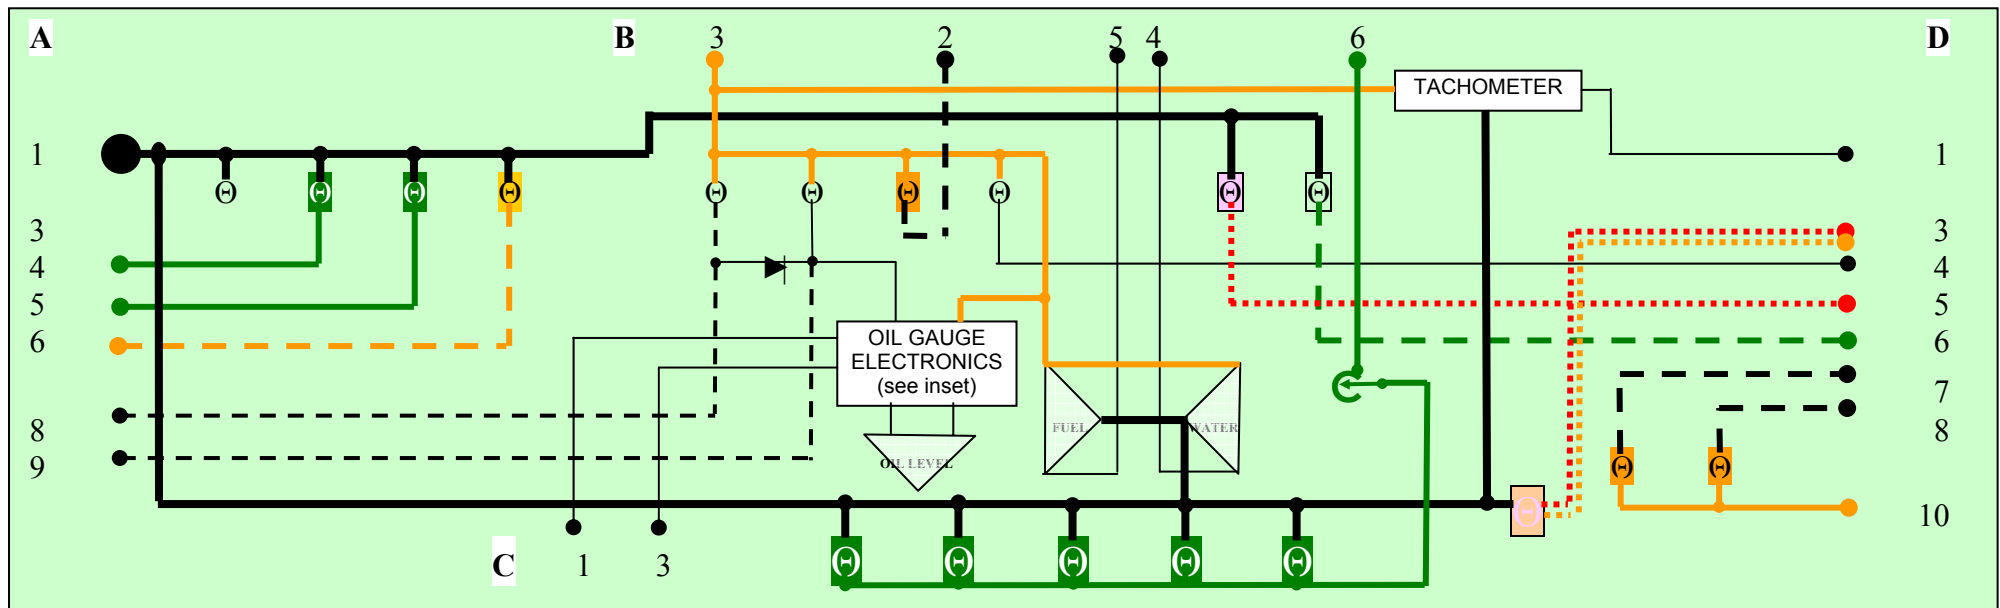 A B 3 2 5 4 6 D
TACHOMETER
1 1
Θ Θ Θ Θ Θ Θ Θ Θ Θ Θ
3 3
4 4
5 5
6 6
OIL GAUGE
ELECTRONICS
(see inset)
7
8 8
FUEL WATER
9
OIL LEVEL
Θ Θ
Θ
10
C 1 3
Θ Θ Θ Θ Θ